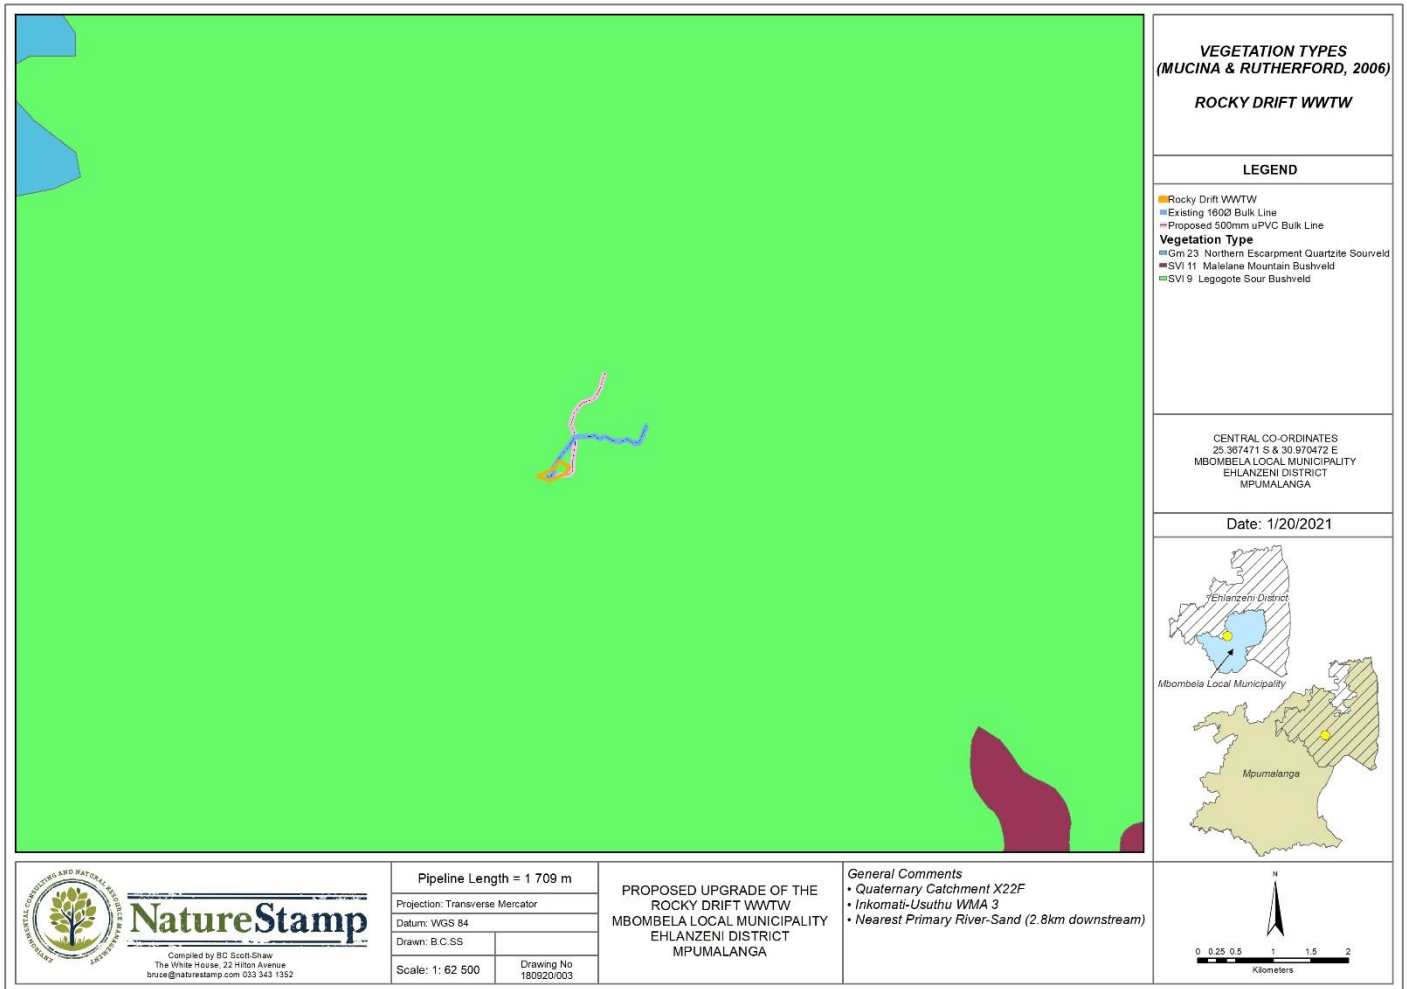 VEGETATION TYPES
(MUCINA & RUTHERFORD, 2006)
ROCKY DRIFT WWTW
LEGEND
Rocky Drift WWTW
Existing 160Ø Bulk Line
Proposed 500mm uPVC Bulk Line
Vegetation Type
Gm 23 Northern Escarpment Quartzite Sourveld
SVl 11 Malelane Mountain Bushveld
SVl 9 Legogote Sour Bushveld
CENTRAL CO-ORDINATES
25.367471 S & 30.970472 E
MBOMBELA LOCAL MUNICIPALITY
EHLANZENI DISTRICT
MPUMALANGA
Date: 1/20/2021
Ehlanzeni District
Mbombela Local Municipality
Mpumalanga
ENVIRONMENTAL CONSULTING AND NATURAL RESOURCE MANAGEMENT
NatureStamp
Compiled by BC Scott-Shaw
The White House, 22 Hilton Avenue
bruce@naturestamp.com 033 343 1352
Pipeline Length = 1 709 m
Projection: Transverse Mercator
Datum: WGS 84
Drawn: B.C.SS
Scale: 1: 62 500
Drawing No
180920/003
PROPOSED UPGRADE OF THE
ROCKY DRIFT WWTW
MBOMBELA LOCAL MUNICIPALITY
EHLANZENI DISTRICT
MPUMALANGA
General Comments
• Quaternary Catchment X22F
• Inkomati-Usuthu WMA 3
• Nearest Primary River-Sand (2.8km downstream)
N
0 0.25 0.5 1 1.5 2
Kilometers